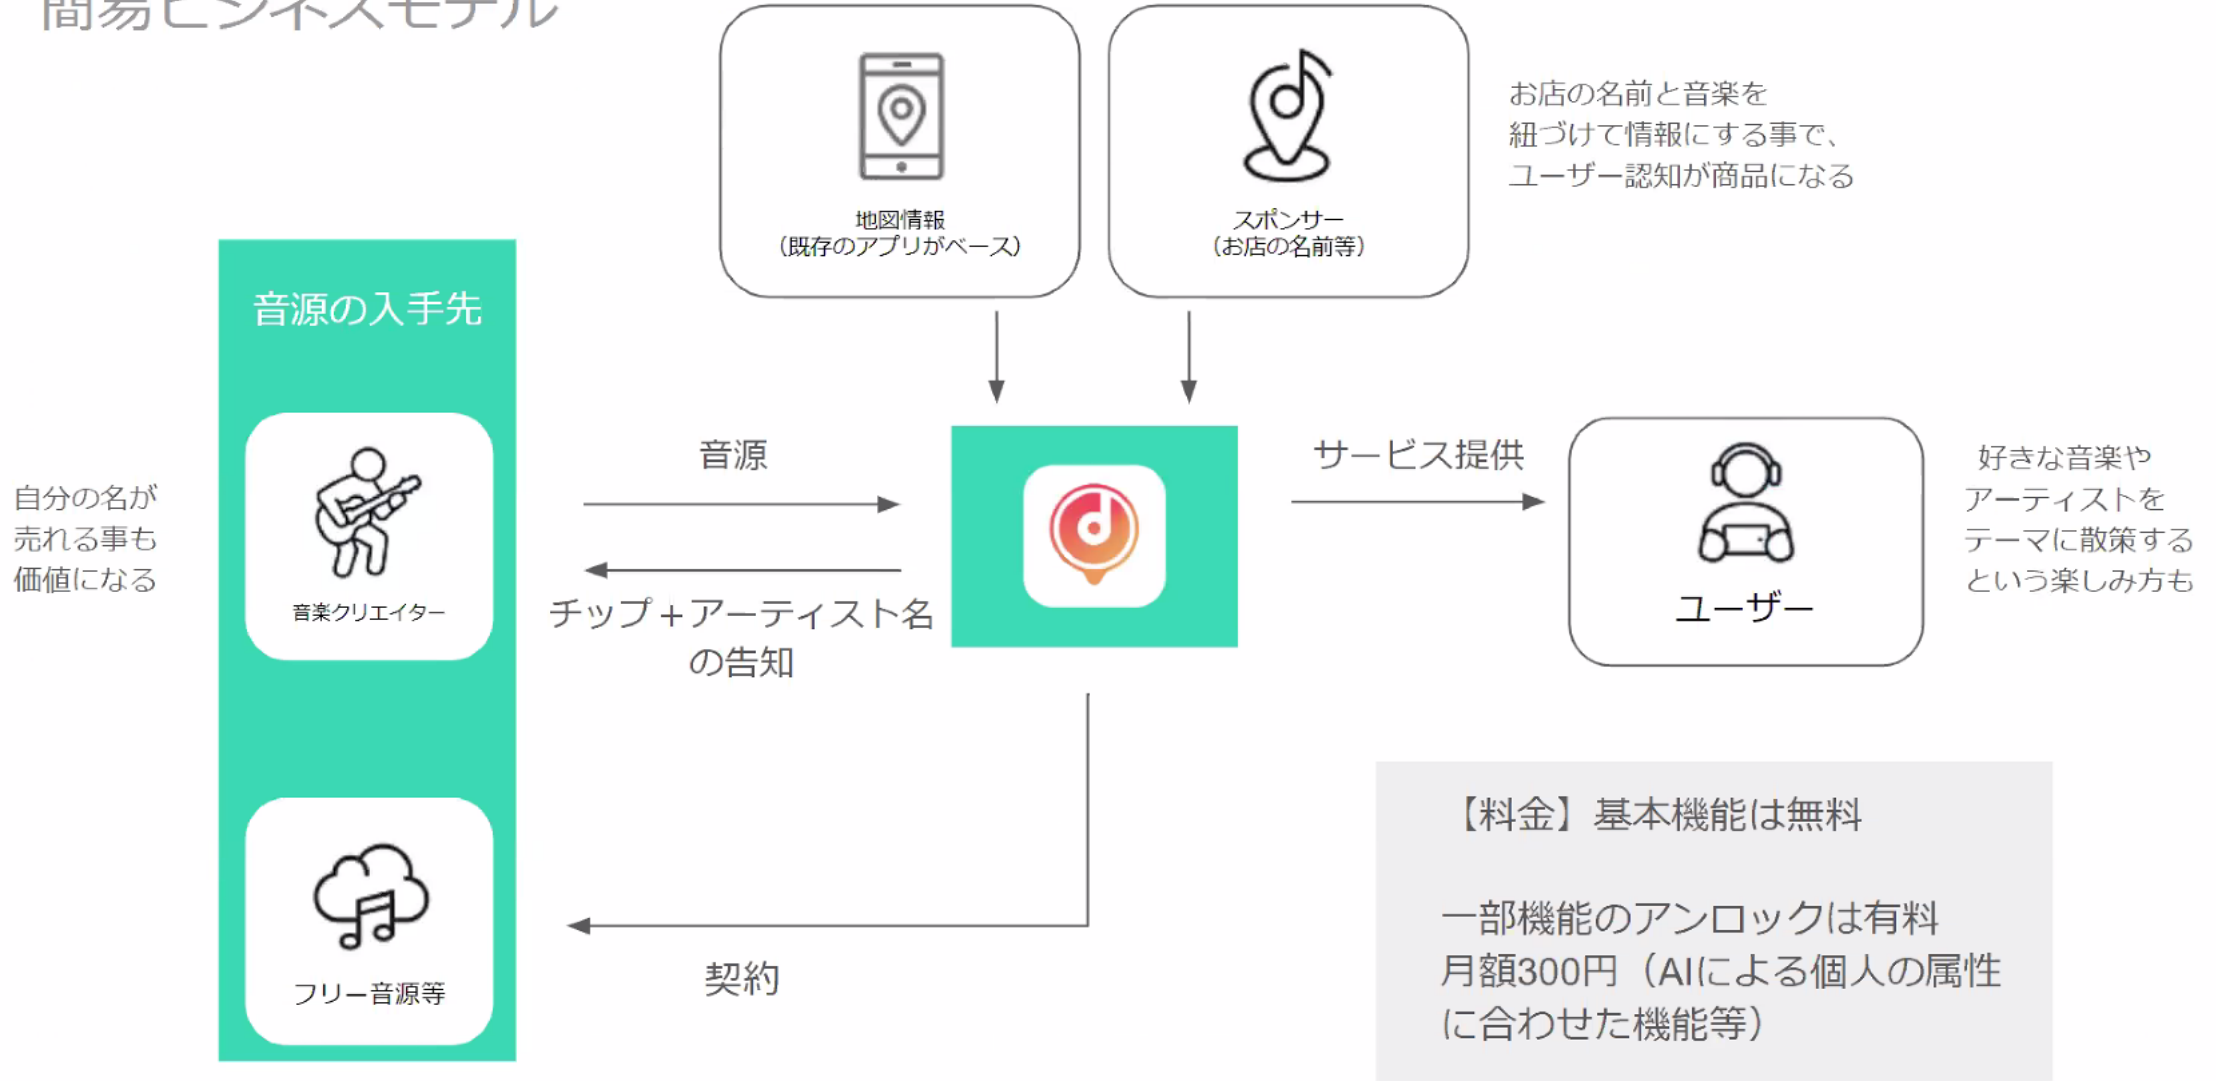 簡易ビジネスモデル
地図情報
（既存のアプリがベース）
スポンサー
（お店の名前等）
お店の名前と音楽を
紐づけて情報にする事で、
ユーザー認知が商品になる
音源の入手先
自分の名が
売れる事も
価値になる
音楽クリエイター
音源
チップ＋アーティスト名
の告知
サービス提供
ユーザー
好きな音楽や
アーティストを
テーマに散策する
という楽しみ方も
フリー音源等
契約
【料金】基本機能は無料
一部機能のアンロックは有料
月額300円（AIによる個人の属性
に合わせた機能等）